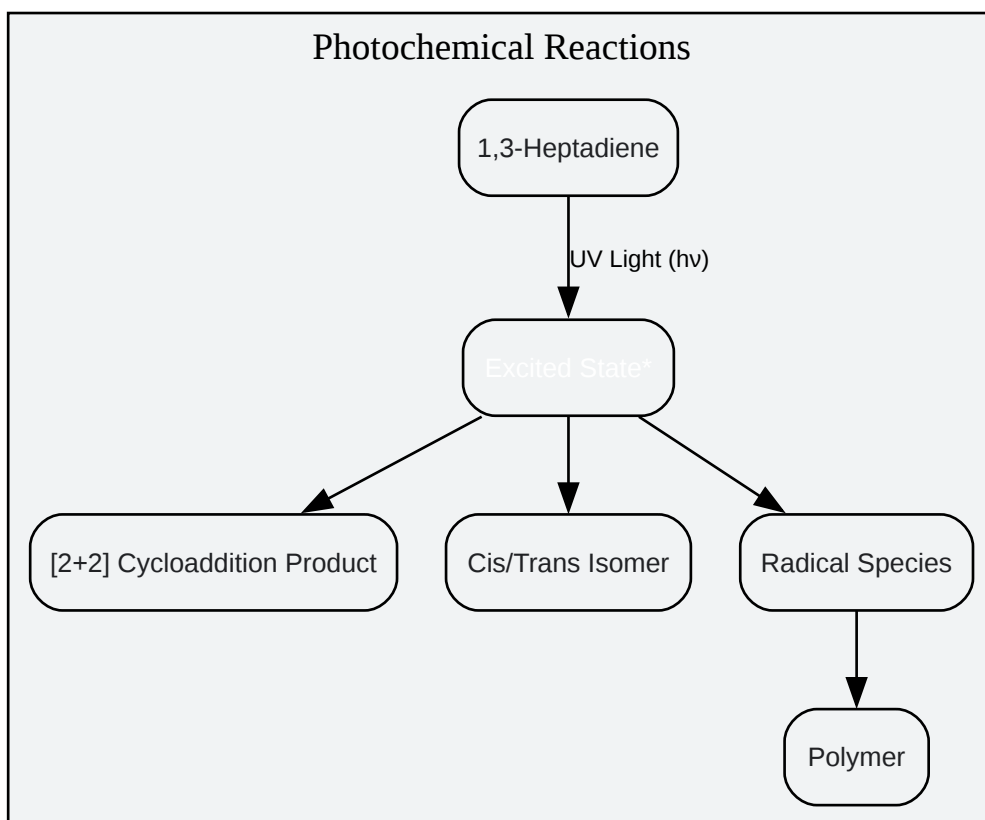 Photochemical Reactions
1,3-Heptadiene
UV Light (hν)
Excited State*
[2+2] Cycloaddition Product
Cis/Trans Isomer
Radical Species
Polymer